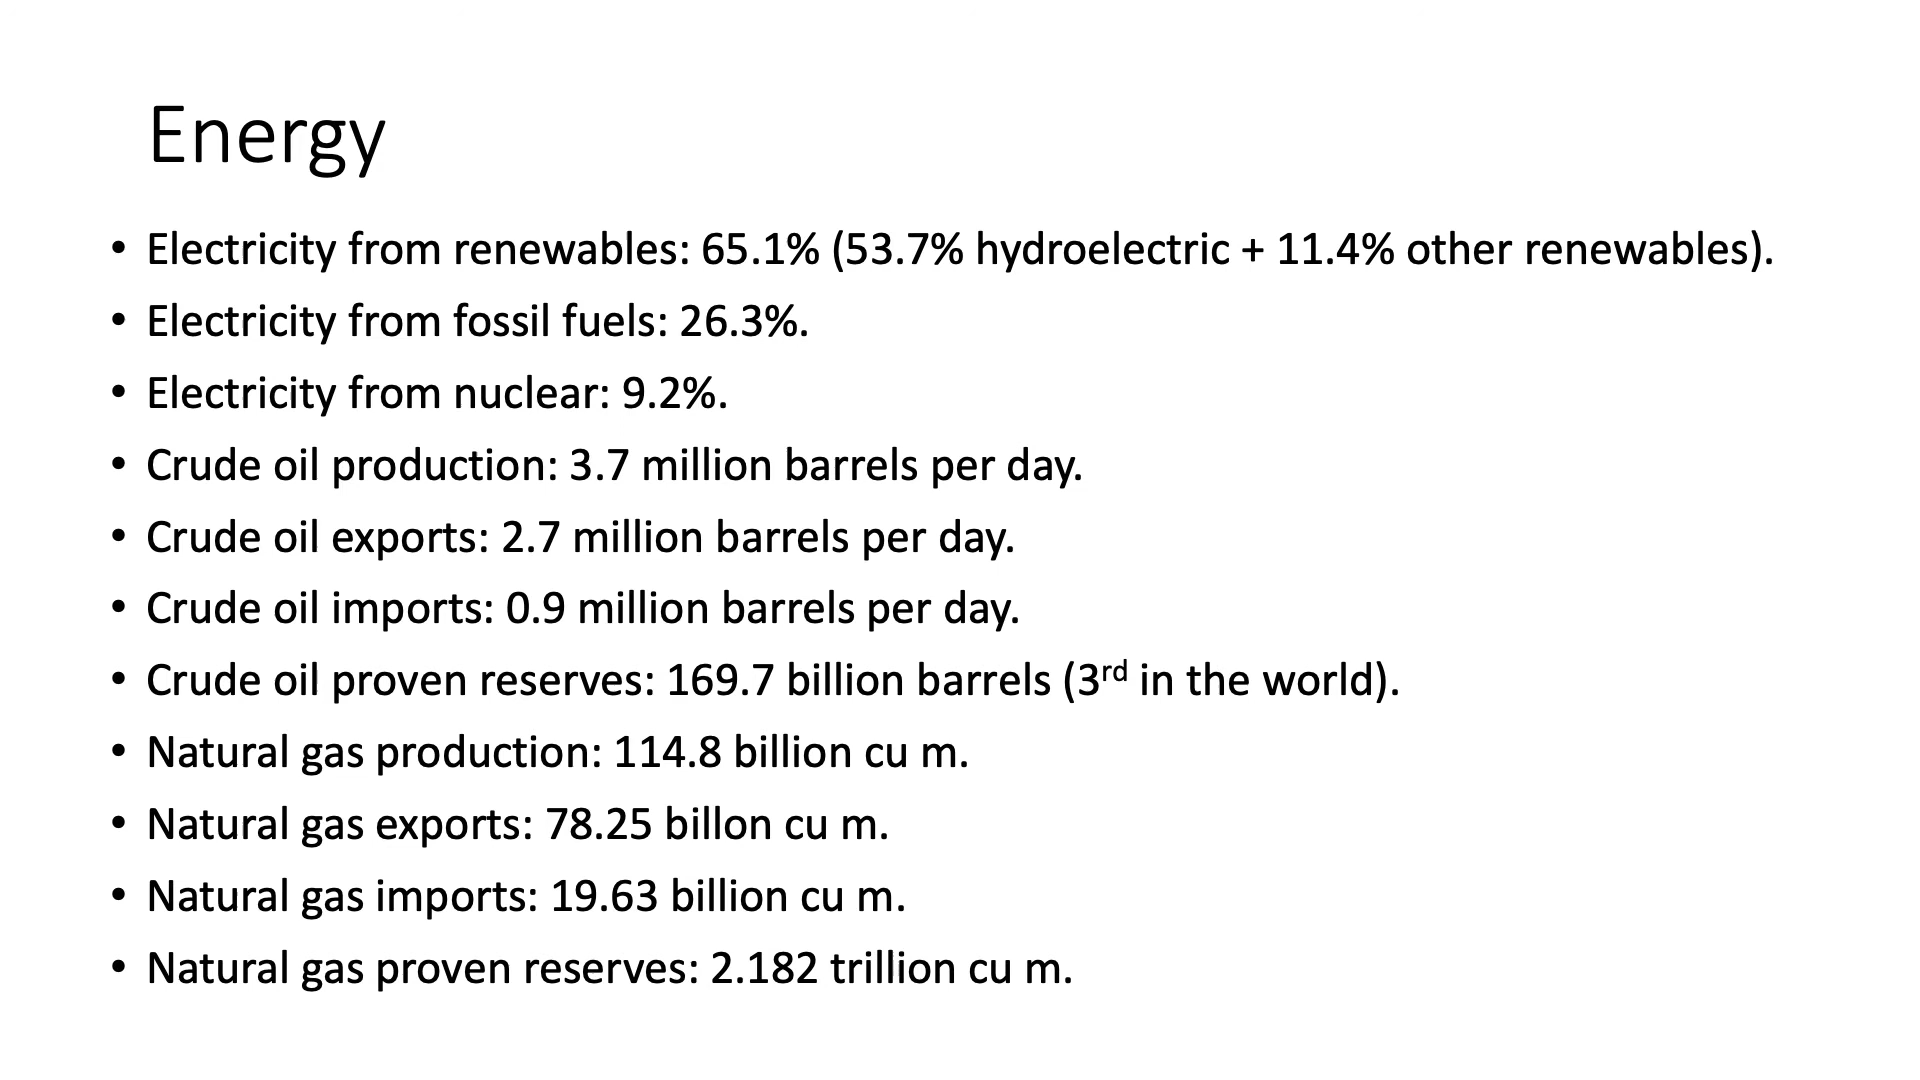 Energy
• Electricity from renewables: 65.1% (53.7% hydroelectric + 11.4% other renewables).
• Electricity from fossil fuels: 26.3%.
• Electricity from nuclear: 9.2%.
• Crude oil production: 3.7 million barrels per day.
• Crude oil exports: 2.7 million barrels per day.
• Crude oil imports: 0.9 million barrels per day.
• Crude oil proven reserves: 169.7 billion barrels (3rd in the world).
• Natural gas production: 114.8 billion cu m.
• Natural gas exports: 78.25 billon cu m.
• Natural gas imports: 19.63 billion cu m.
• Natural gas proven reserves: 2.182 trillion cu m.